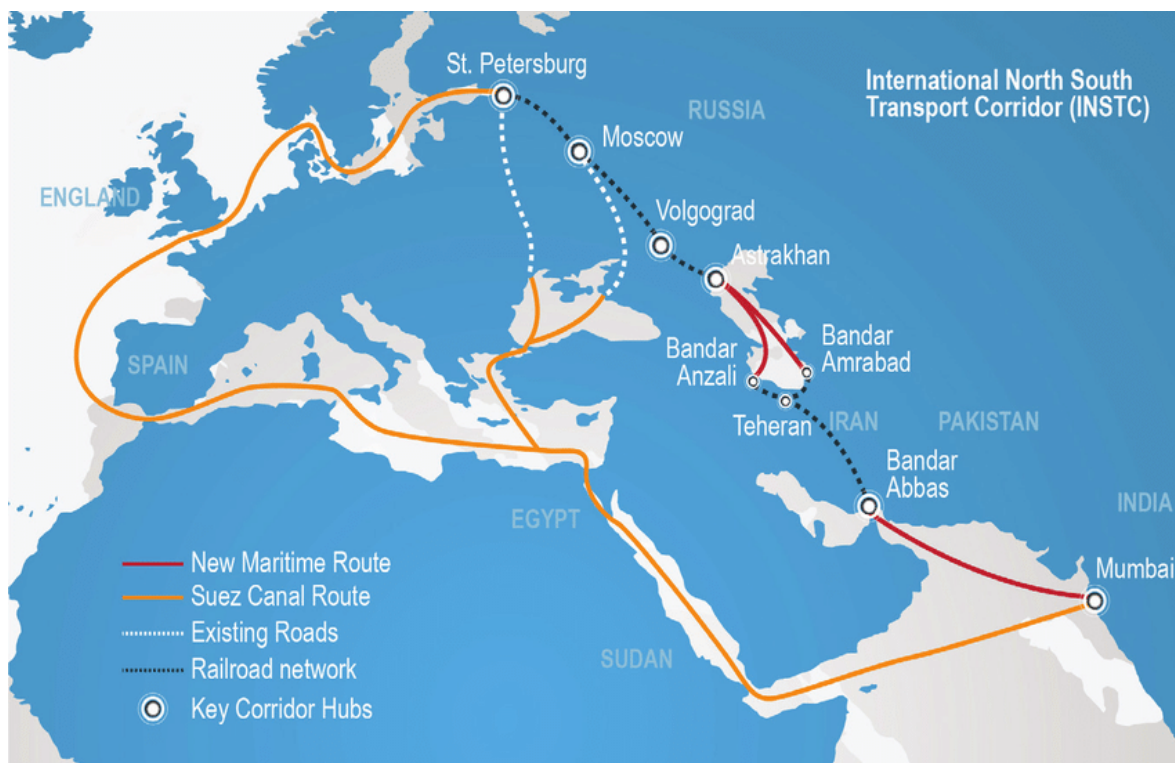 International North South
Transport Corridor (INSTC)
St. Petersburg
RUSSIA
Moscow
ENGLAND
Volgograd
Astrakhan
SPAIN
Bandar
Anzali
Bandar
Amrabad
Teheran
IRAN
PAKISTAN
Bandar
Abbas
INDIA
EGYPT
Mumbai
SUDAN
New Maritime Route
Suez Canal Route
Existing Roads
Railroad network
Key Corridor Hubs